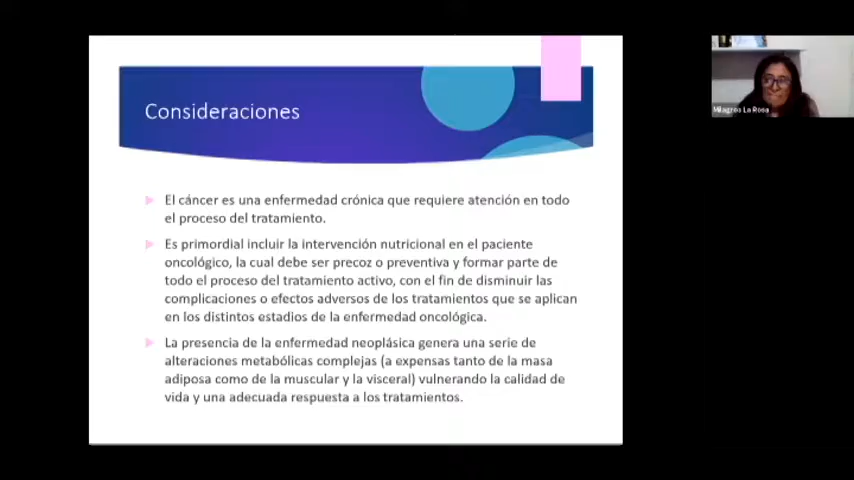 Consideraciones
El cáncer es una enfermedad crónica que requiere atención en todo
el proceso del tratamiento.
Es primordial incluir la intervención nutricional en el paciente
oncológico, la cual debe ser precoz o preventiva y formar parte de
todo el proceso del tratamiento activo, con el fin de disminuir las
complicaciones o efectos adversos de los tratamientos que se aplican
en los distintos estadios de la enfermedad oncológica.
La presencia de la enfermedad neoplásica genera una serie de
alteraciones metabólicas complejas (a expensas tanto de la masa
adiposa como de la muscular y la visceral) vulnerando la calidad de
vida y una adecuada respuesta a los tratamientos.
Milagros La Rosa